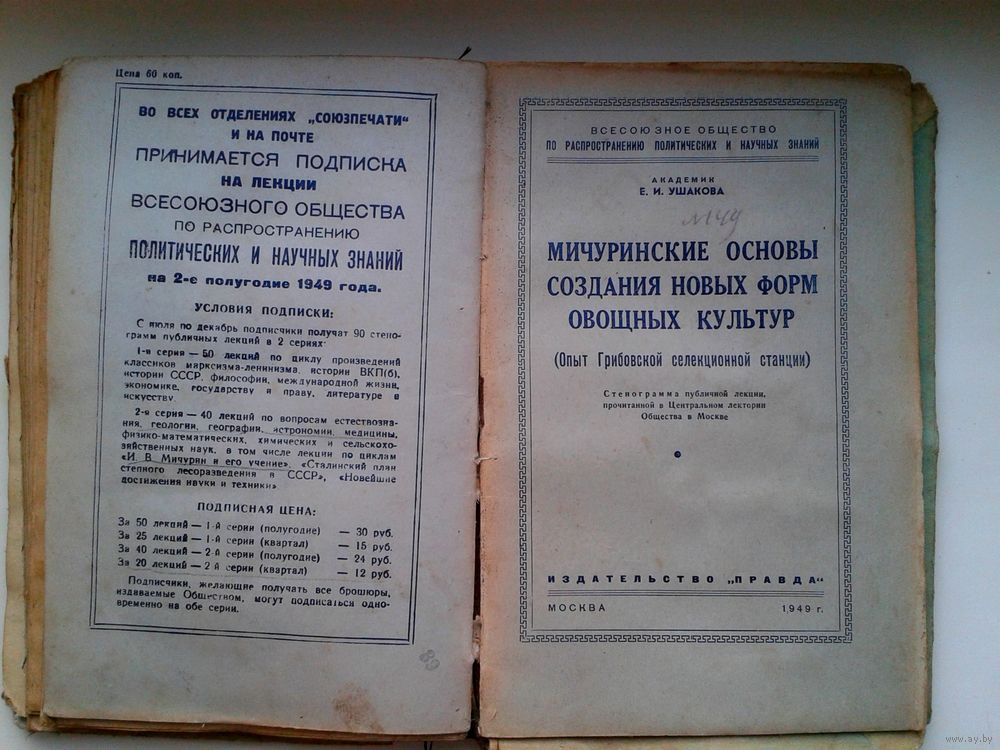 Цена 60 коп.
ВО ВСЕХ ОТДЕЛЕНИЯХ „СОЮЗПЕЧАТИ“
И НА ПОЧТЕ
ПРИНИМАЕТСЯ ПОДПИСКА
НА ЛЕКЦИИ
ВСЕСОЮЗНОГО ОБЩЕСТВА
ПО РАСПРОСТРАНЕНИЮ
ПОЛИТИЧЕСКИХ И НАУЧНЫХ ЗНАНИЙ
на 2-е полугодие 1949 года.
УСЛОВИЯ ПОДПИСКИ:
С июля по декабрь подписчики получат 90 стено-
грамм публичных лекций в 2 сериях:
1-я серия — 50 лекций по циклу произведений
классиков марксизма-ленинизма, истории ВКП(б),
истории СССР, философии, международной жизни,
экономике, государству и праву, литературе и
искусству.
2-я серия — 40 лекций по вопросам естествозна-
ния, геологии, географии, астрономии, медицины,
физико-математических, химических и сельскохо-
зяйственных наук, в том числе лекции по циклам
«И. В. Мичурин и его учение», «Сталинский план
степного лесоразведения в СССР», «Новейшие
достижения науки и техники».
ПОДПИСНАЯ ЦЕНА:
За 50 лекций — 1-й серии (полугодие) — 30 руб.
За 25 лекций — 1-й серии (квартал) — 15 руб.
За 40 лекций — 2-й серии (полугодие) — 24 руб.
За 20 лекций — 2-й серии (квартал) — 12 руб.
Подписчики, желающие получать все брошюры,
издаваемые Обществом, могут подписаться одно-
временно на обе серии.
89
ВСЕСОЮЗНОЕ ОБЩЕСТВО
ПО РАСПРОСТРАНЕНИЮ ПОЛИТИЧЕСКИХ И НАУЧНЫХ ЗНАНИЙ
АКАДЕМИК
Е. И. УШАКОВА
МИЧУРИНСКИЕ ОСНОВЫ
СОЗДАНИЯ НОВЫХ ФОРМ
ОВОЩНЫХ КУЛЬТУР
(Опыт Грибовской селекционной станции)
Стенограмма публичной лекции,
прочитанной в Центральном лектории
Общества в Москве
ИЗДАТЕЛЬСТВО „ПРАВДА“
МОСКВА 1949 г.
www.ay.by